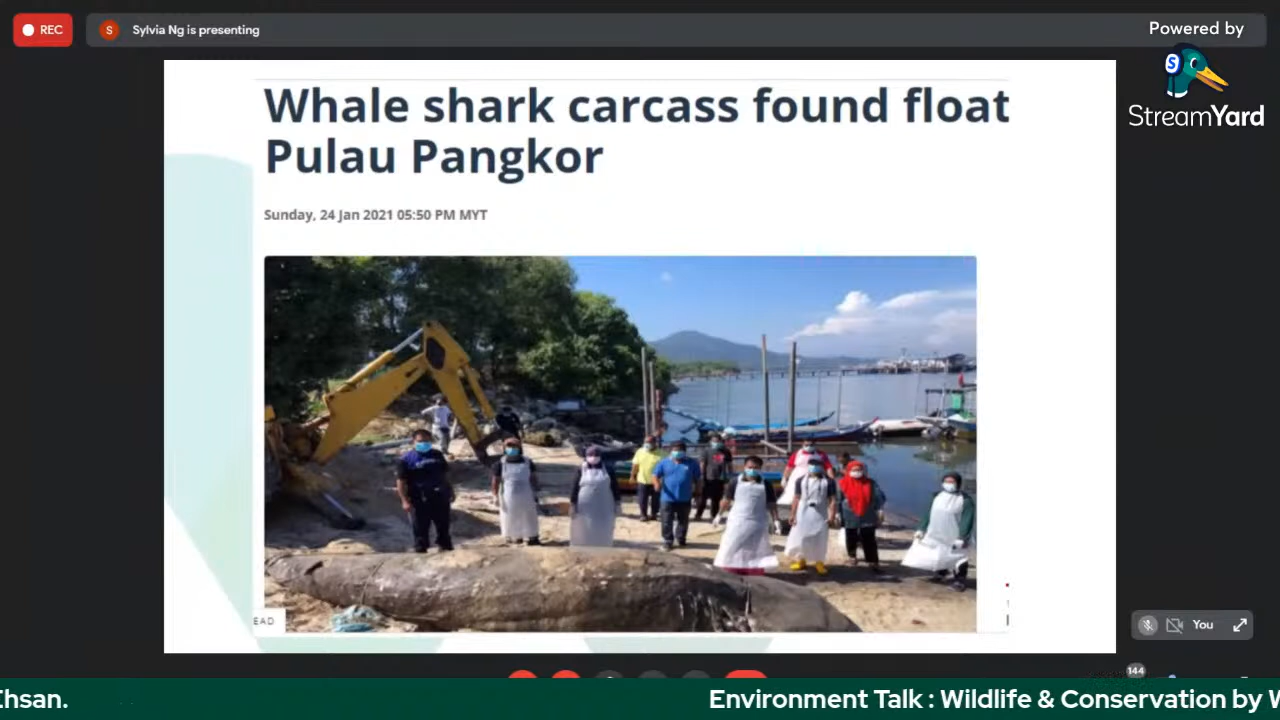 REC
S
Sylvia Ng is presenting
Powered by
S
StreamYard
Whale shark carcass found float
Pulau Pangkor
Sunday, 24 Jan 2021 05:50 PM MYT
EAD
You
144
Ehsan.
Environment Talk : Wildlife & Conservation by W